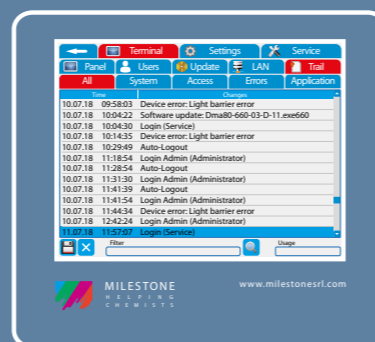 Terminal Settings Service
Panel Users Update LAN Trail
All System Access Errors Application
Time Changes
10.07.18 09:58:03 Device error: Light barrier error
10.07.18 10:04:22 Software update: Dma80-660-03-D-11.exe660
10.07.18 10:04:30 Login (Service)
10.07.18 10:14:35 Device error: Light barrier error
10.07.18 10:29:49 Auto-Logout
10.07.18 11:18:54 Login Admin (Administrator)
10.07.18 11:28:54 Auto-Logout
10.07.18 11:31:30 Login Admin (Administrator)
10.07.18 11:41:39 Auto-Logout
10.07.18 11:41:54 Login Admin (Administrator)
10.07.18 11:44:34 Device error: Light barrier error
10.07.18 12:42:24 Login Admin (Administrator)
11.07.18 11:57:07 Login (Service)
Filter Usage
MILESTONE
HELPING
CHEMISTS
www.milestonesrl.com